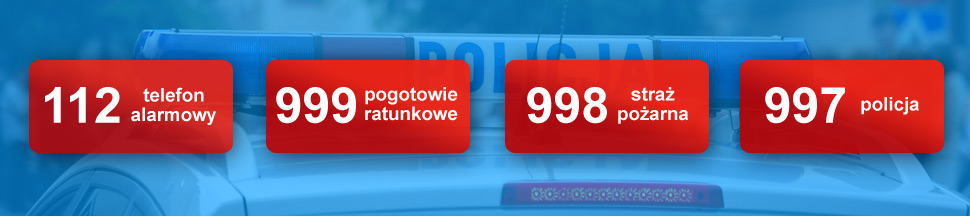 POLICJA
112 telefon
alarmowy
999 pogotowie
ratunkowe
998 straż
pożarna
997 policja